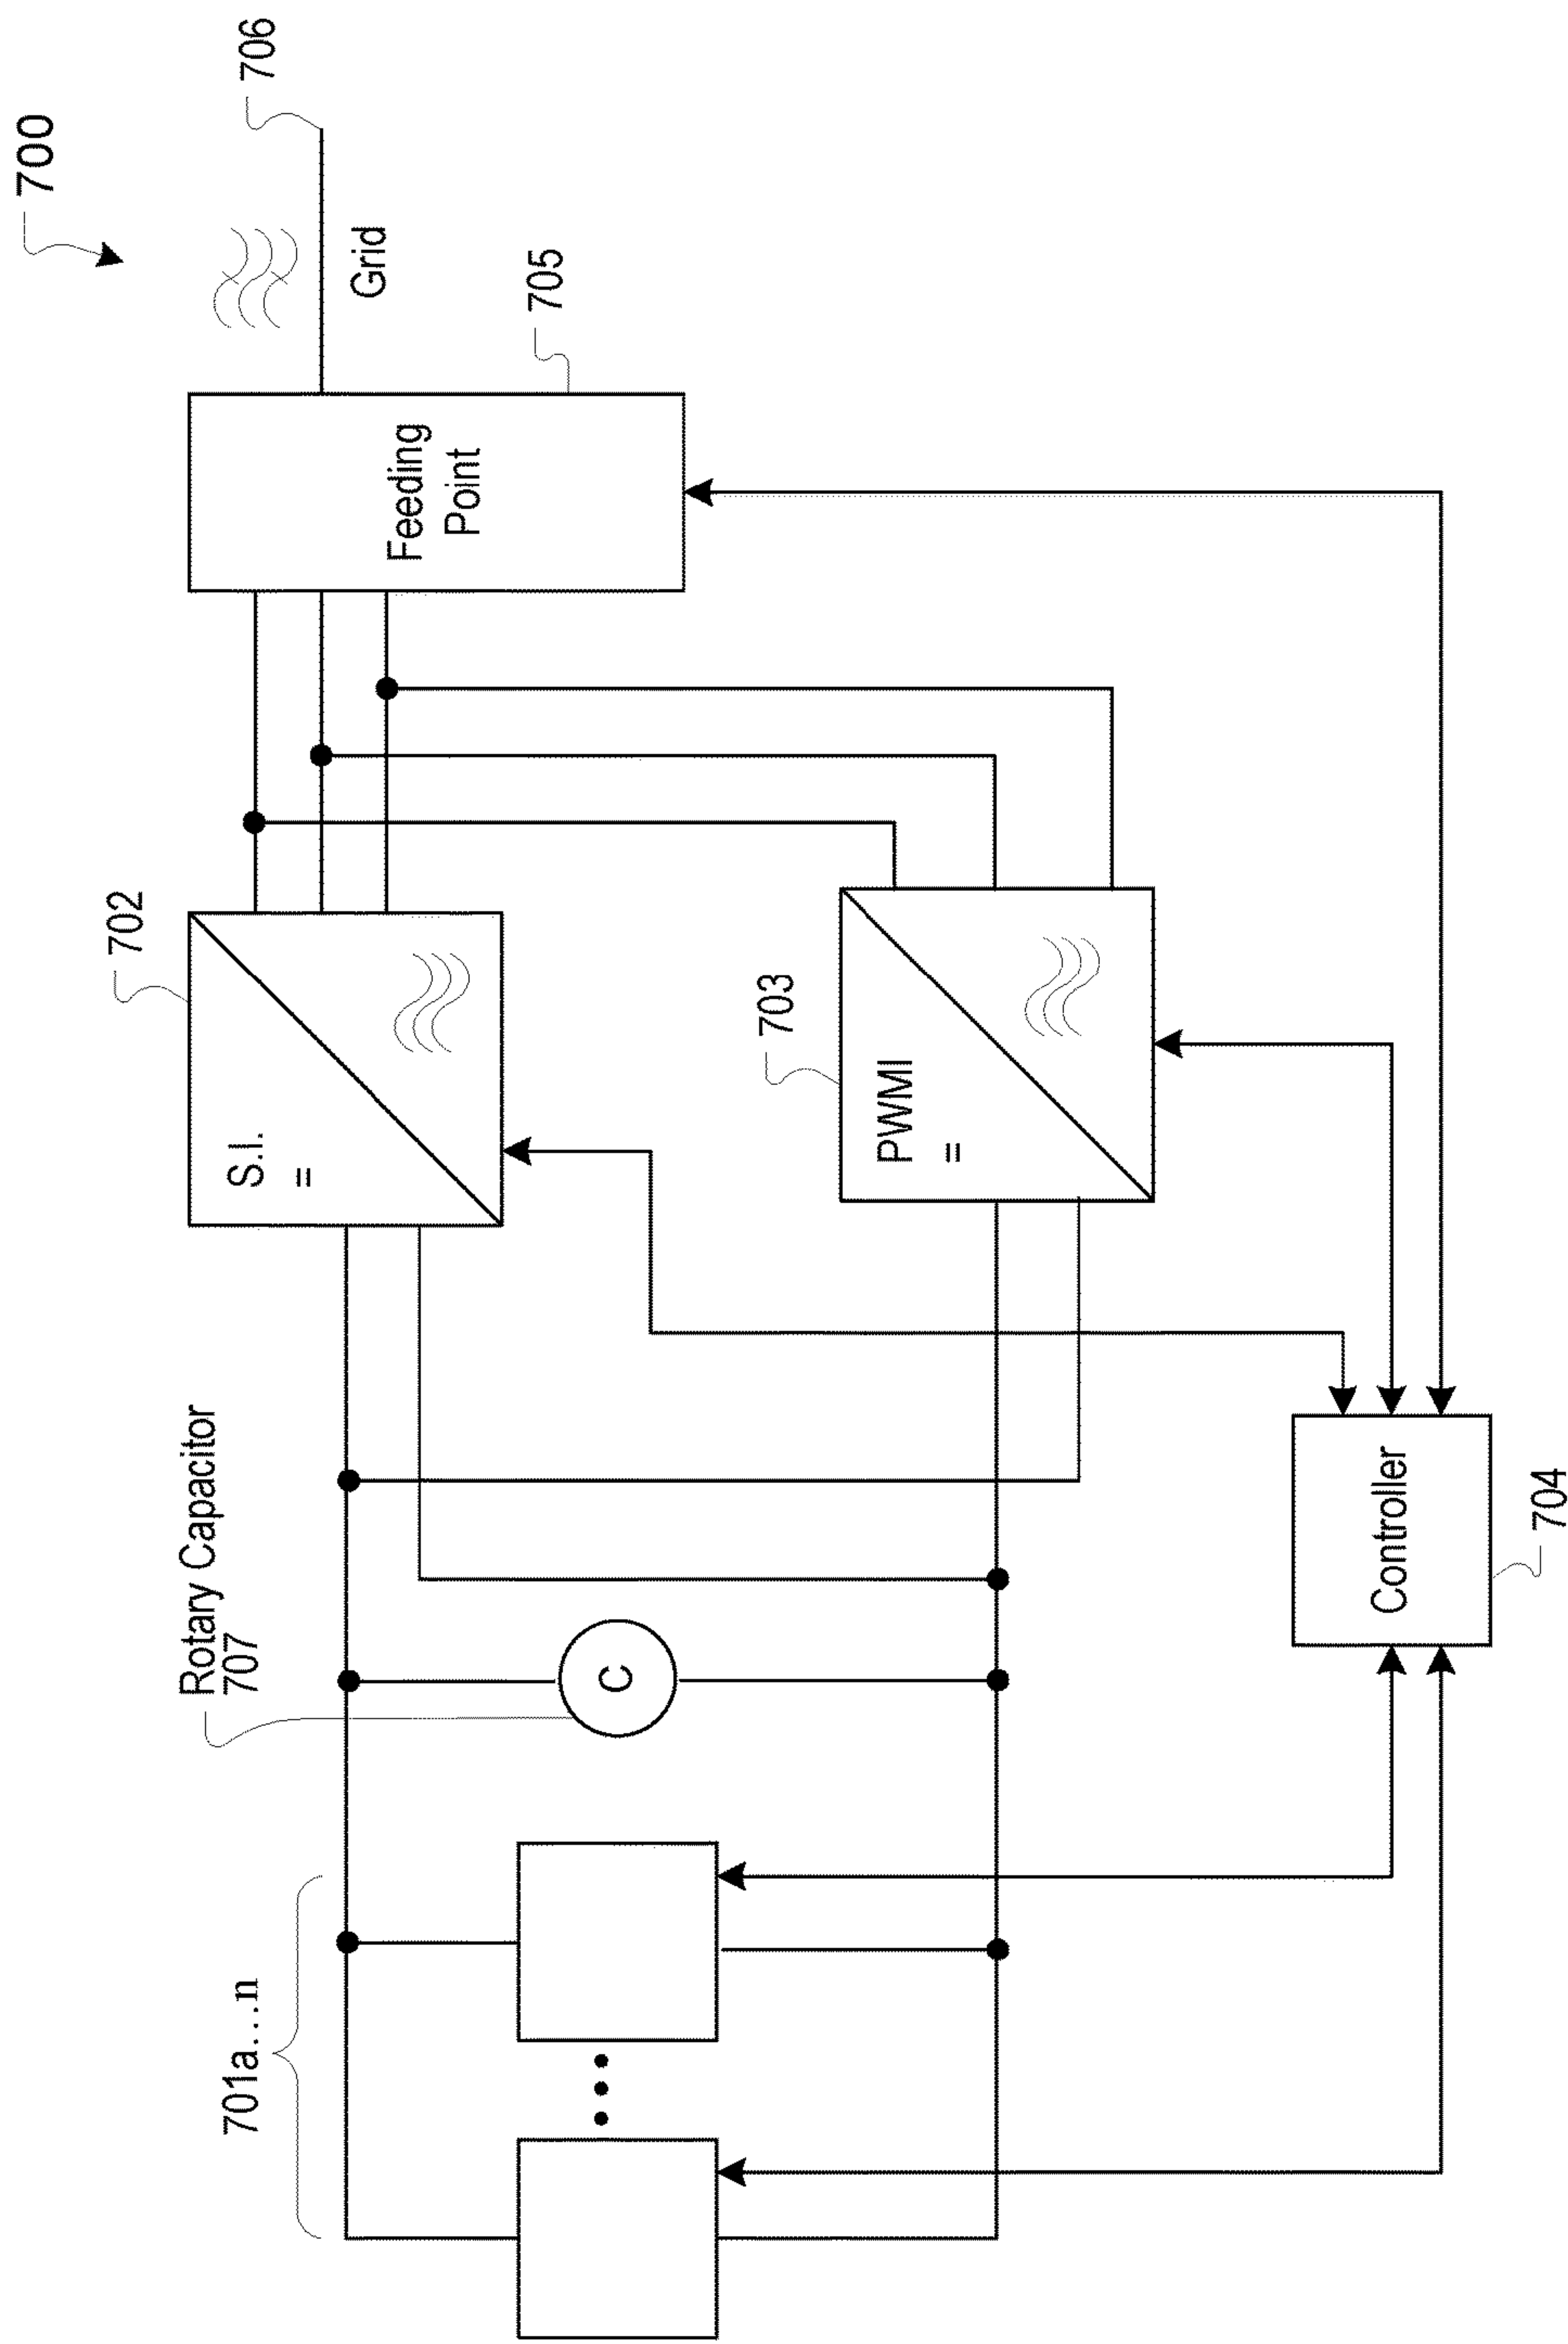 700
706
Grid
705
Feeding
Point
702
S.I.
=
703
PWMI
=
Rotary Capacitor
707
C
701a...n
Controller
704